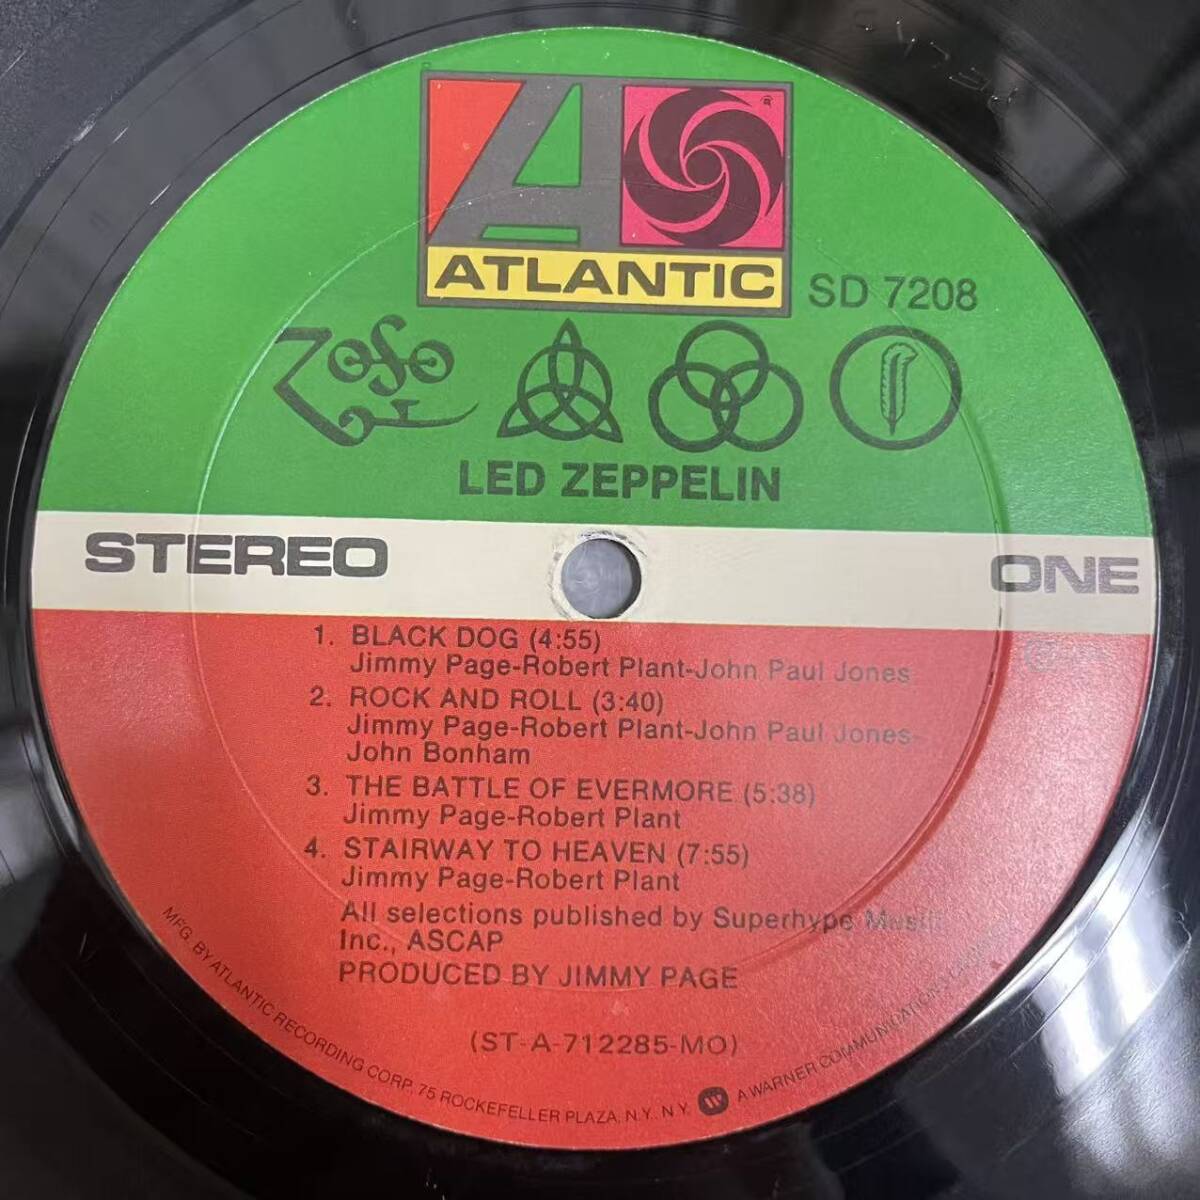 ATLANTIC
SD 7208
LED ZEPPELIN
STEREO
ONE
1. BLACK DOG (4:55)
Jimmy Page-Robert Plant-John Paul Jones
2. ROCK AND ROLL (3:40)
Jimmy Page-Robert Plant-John Paul Jones-
John Bonham
3. THE BATTLE OF EVERMORE (5:38)
Jimmy Page-Robert Plant
4. STAIRWAY TO HEAVEN (7:55)
Jimmy Page-Robert Plant
All selections published by Superhype Music
Inc., ASCAP
PRODUCED BY JIMMY PAGE
(ST-A-712285-MO)
MFG. BY ATLANTIC RECORDING CORP., 75 ROCKEFELLER PLAZA, N.Y. N.Y. A WARNER COMMUNICATIONS COMPANY